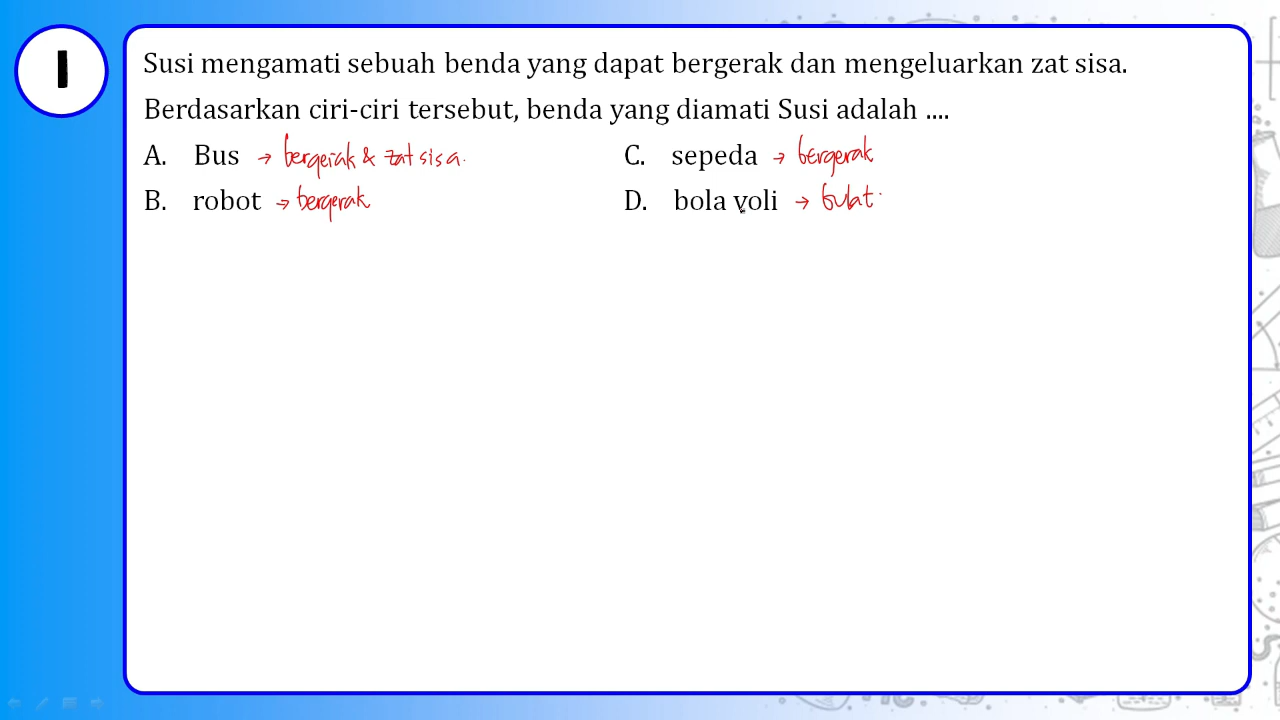 1
Susi mengamati sebuah benda yang dapat bergerak dan mengeluarkan zat sisa.
Berdasarkan ciri-ciri tersebut, benda yang diamati Susi adalah ....
A. Bus → bergerak & zat sisa.
C. sepeda → bergerak
B. robot → bergerak
D. bola voli → bulat.